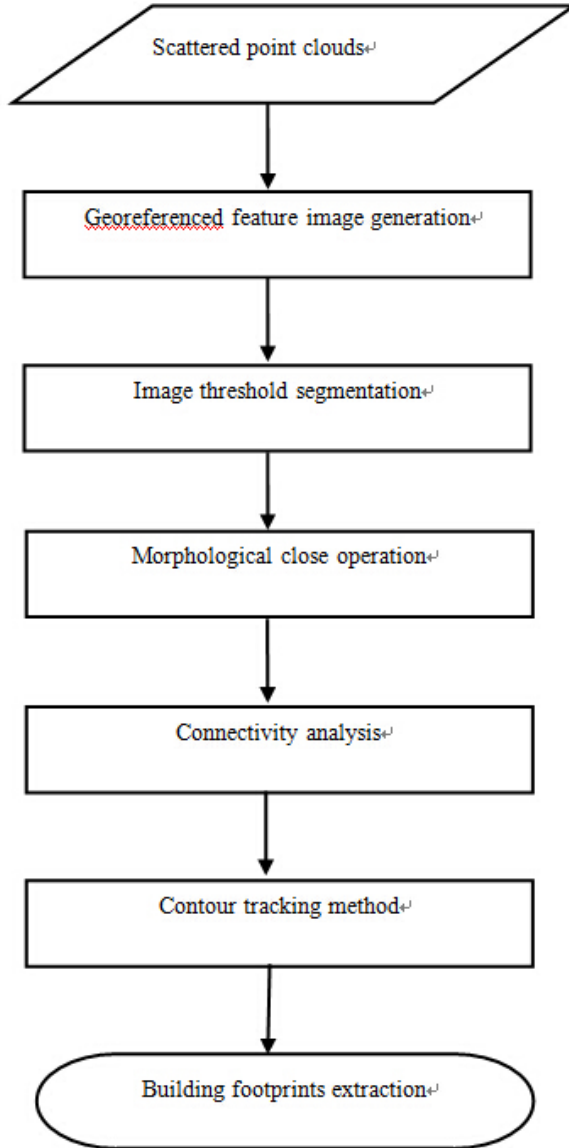 Scattered point clouds↵
Georeferenced feature image generation↵
Image threshold segmentation↵
Morphological close operation↵
Connectivity analysis↵
Contour tracking method↵
Building footprints extraction↵